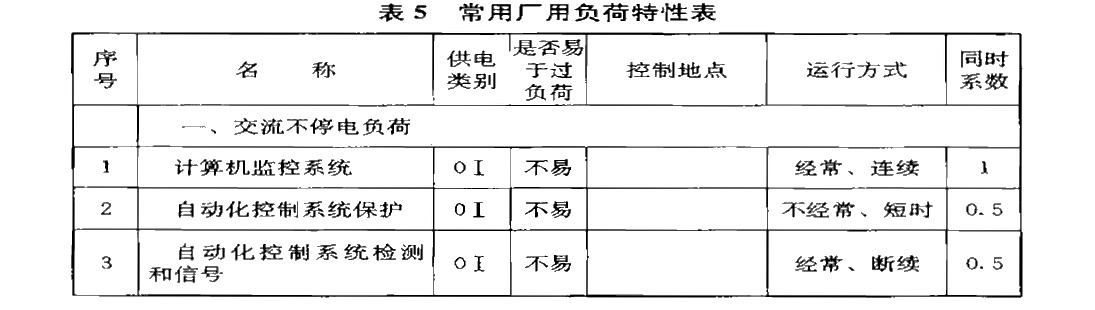 表 5 常用厂用负荷特性表
序号 名 称 供电类别 是否易于过负荷 控制地点 运行方式 同时系数
一、交流不停电负荷
1 计算机监控系统 0Ⅰ 不易 经常、连续 1
2 自动化控制系统保护 0Ⅰ 不易 不经常、短时 0.5
3 自动化控制系统检测和信号 0Ⅰ 不易 经常、断续 0.5